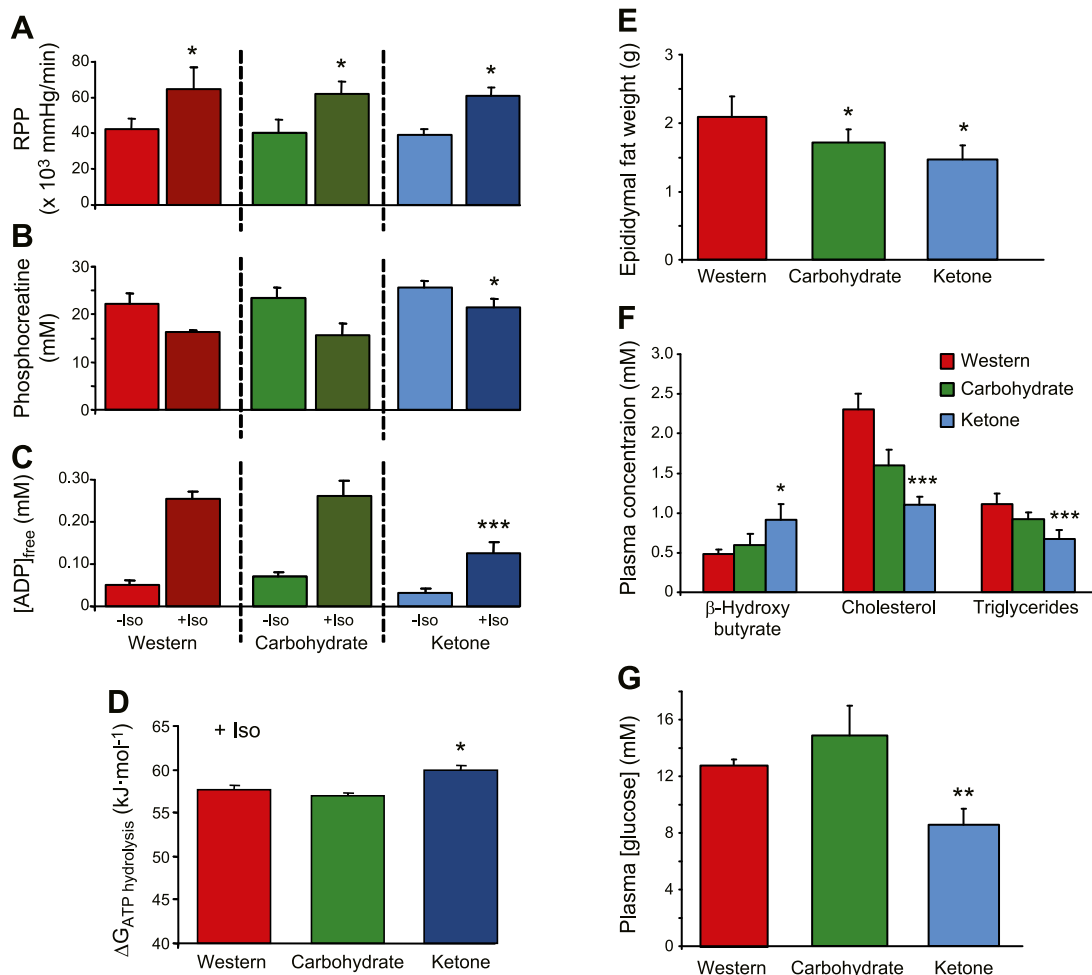 A
RPP
(x 10³ mmHg/min)
80
60
40
20
0
*
*
*
B
Phosphocreatine
(mM)
30
20
10
0
*
C
[ADP]free (mM)
0.30
0.20
0.10
0
***
-Iso +Iso -Iso +Iso -Iso +Iso
Western Carbohydrate Ketone
D
ΔGATP hydrolysis (kJ·mol⁻¹)
65
60
55
50
45
40
+ Iso
*
Western Carbohydrate Ketone
E
Epididymal fat weight (g)
3
2
1
0
*
*
Western Carbohydrate Ketone
F
Plasma concentraion (mM)
3.0
2.5
2.0
1.5
1.0
0.5
0
Western
Carbohydrate
Ketone
*
***
***
β-Hydroxy
butyrate
Cholesterol
Triglycerides
G
Plasma [glucose] (mM)
16
12
8
4
0
**
Western Carbohydrate Ketone